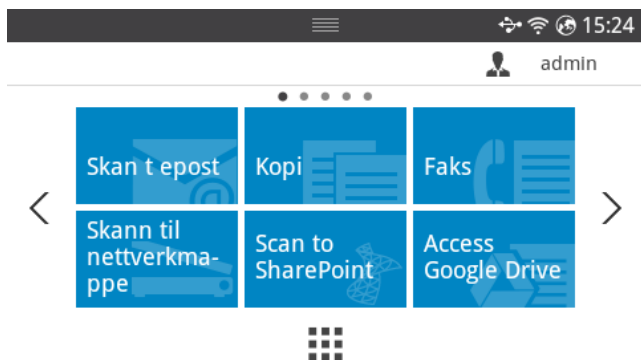 15:24
admin
Skan t epost
Kopi
Faks
Skann til
nettverkma-
ppe
Scan to
SharePoint
Access
Google Drive